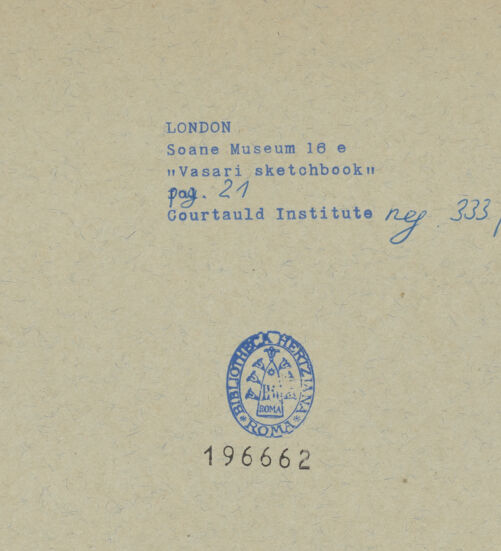 LONDON
Soane Museum 16 e
"Vasari sketchbook"
pag. 21
Courtauld Institute neg. 333
BIBLIOTHECA HERTZIANA
*ROMA*
ROMA
196662